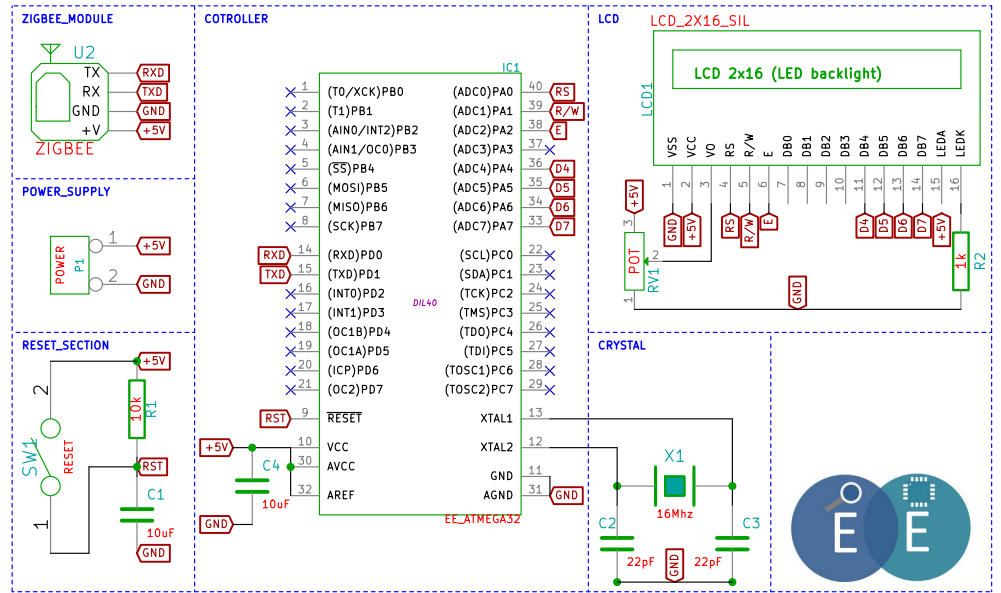 ZIGBEE_MODULE
U2
TX
RX
GND
+V
RXD
TXD
GND
+5V
ZIGBEE
POWER_SUPPLY
POWER
P1
1
2
+5V
GND
RESET_SECTION
+5V
2
10k
R1
SW1
RESET
RST
1
C1
10uF
GND
COTROLLER
IC1
1 (T0/XCK)PB0
2 (T1)PB1
3 (AIN0/INT2)PB2
4 (AIN1/OC0)PB3
5 (SS)PB4
6 (MOSI)PB5
7 (MISO)PB6
8 (SCK)PB7
RXD 14 (RXD)PD0
TXD 15 (TXD)PD1
16 (INT0)PD2
17 (INT1)PD3
18 (OC1B)PD4
19 (OC1A)PD5
20 (ICP)PD6
21 (OC2)PD7
RST 9 RESET
+5V 10 VCC
30 AVCC
32 AREF
C4
10uF
GND
DIL40
(ADC0)PA0 40 RS
(ADC1)PA1 39 R/W
(ADC2)PA2 38 E
(ADC3)PA3 37
(ADC4)PA4 36 D4
(ADC5)PA5 35 D5
(ADC6)PA6 34 D6
(ADC7)PA7 33 D7
(SCL)PC0 22
(SDA)PC1 23
(TCK)PC2 24
(TMS)PC3 25
(TDO)PC4 26
(TDI)PC5 27
(TOSC1)PC6 28
(TOSC2)PC7 29
XTAL1 13
XTAL2 12
GND 11
AGND 31 GND
EE_ATMEGA32
LCD
LCD_2X16_SIL
LCD 2x16 (LED backlight)
LCD1
VSS VCC VO RS R/W E DB0 DB1 DB2 DB3 DB4 DB5 DB6 DB7 LEDA LEDK
1 2 3 4 5 6 7 8 9 10 11 12 13 14 15 16
+5V
GND +5V RS R/W E D4 D5 D6 D7 +5V
3
POT
2
RV1
1
GND
1k
R2
CRYSTAL
X1
16Mhz
C2
22pF
GND
C3
22pF
E E